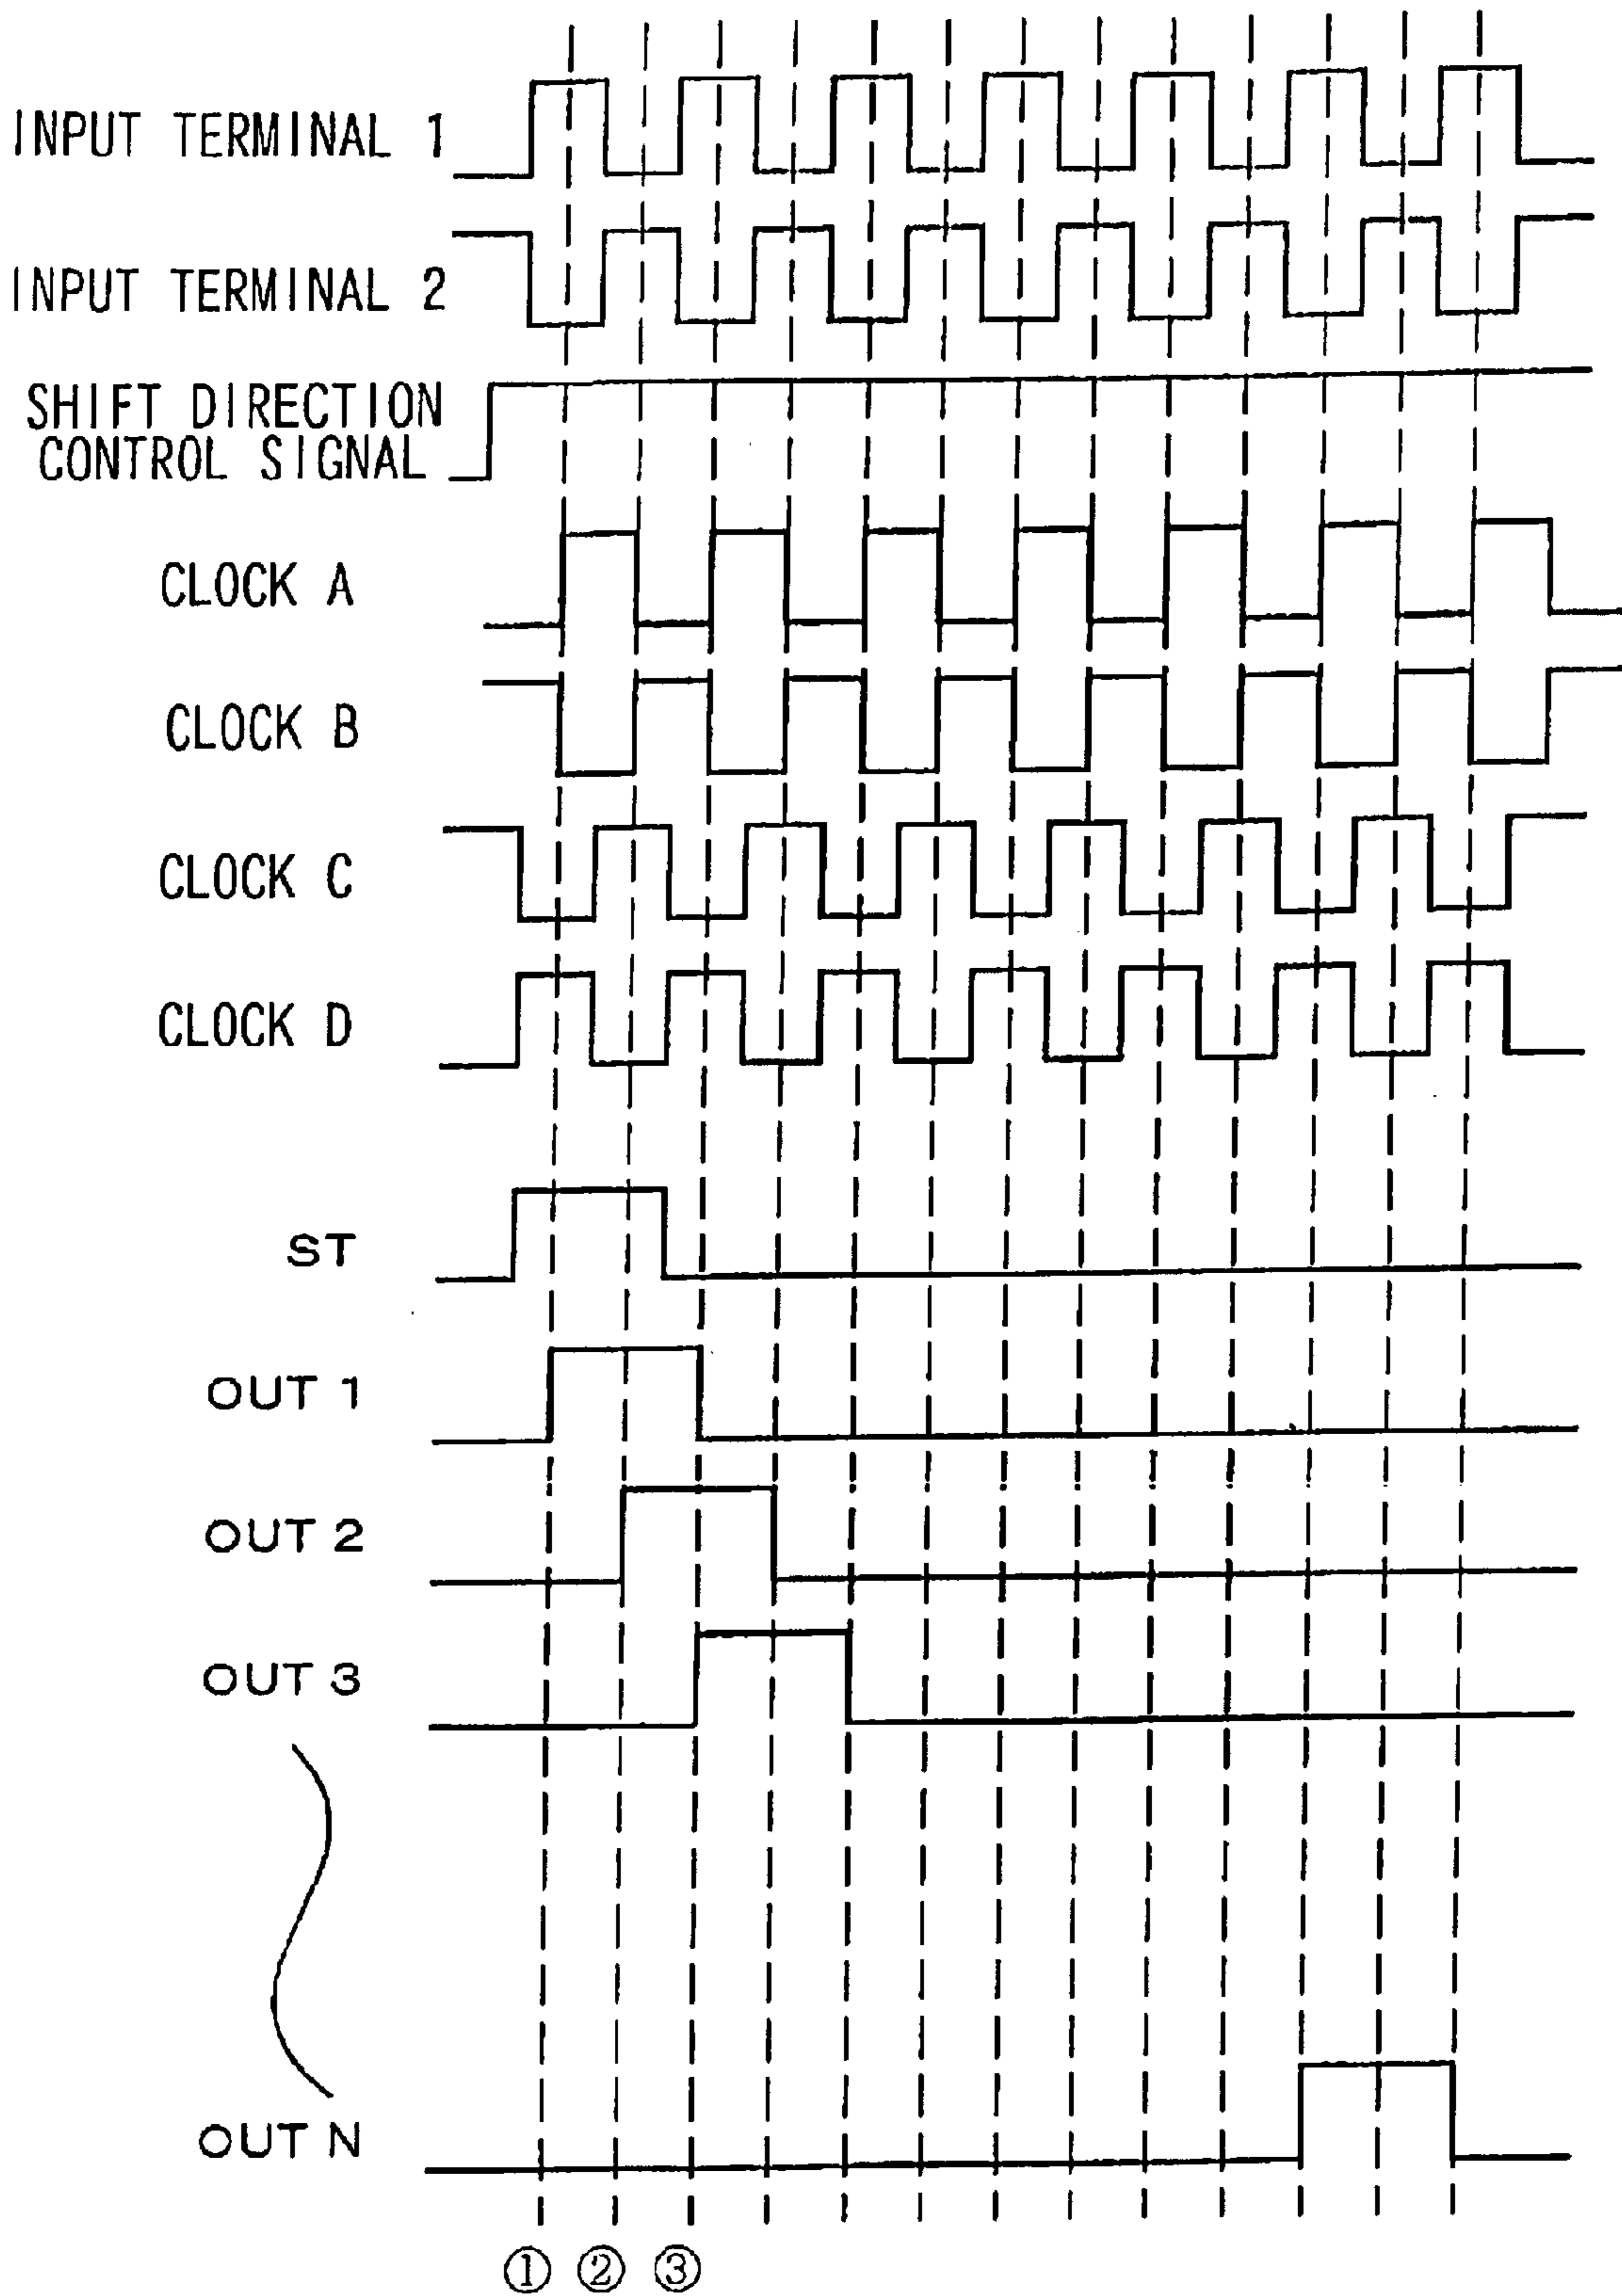 INPUT TERMINAL 1
INPUT TERMINAL 2
SHIFT DIRECTION
CONTROL SIGNAL
CLOCK A
CLOCK B
CLOCK C
CLOCK D
ST
OUT 1
OUT 2
OUT 3
OUT N
① ② ③